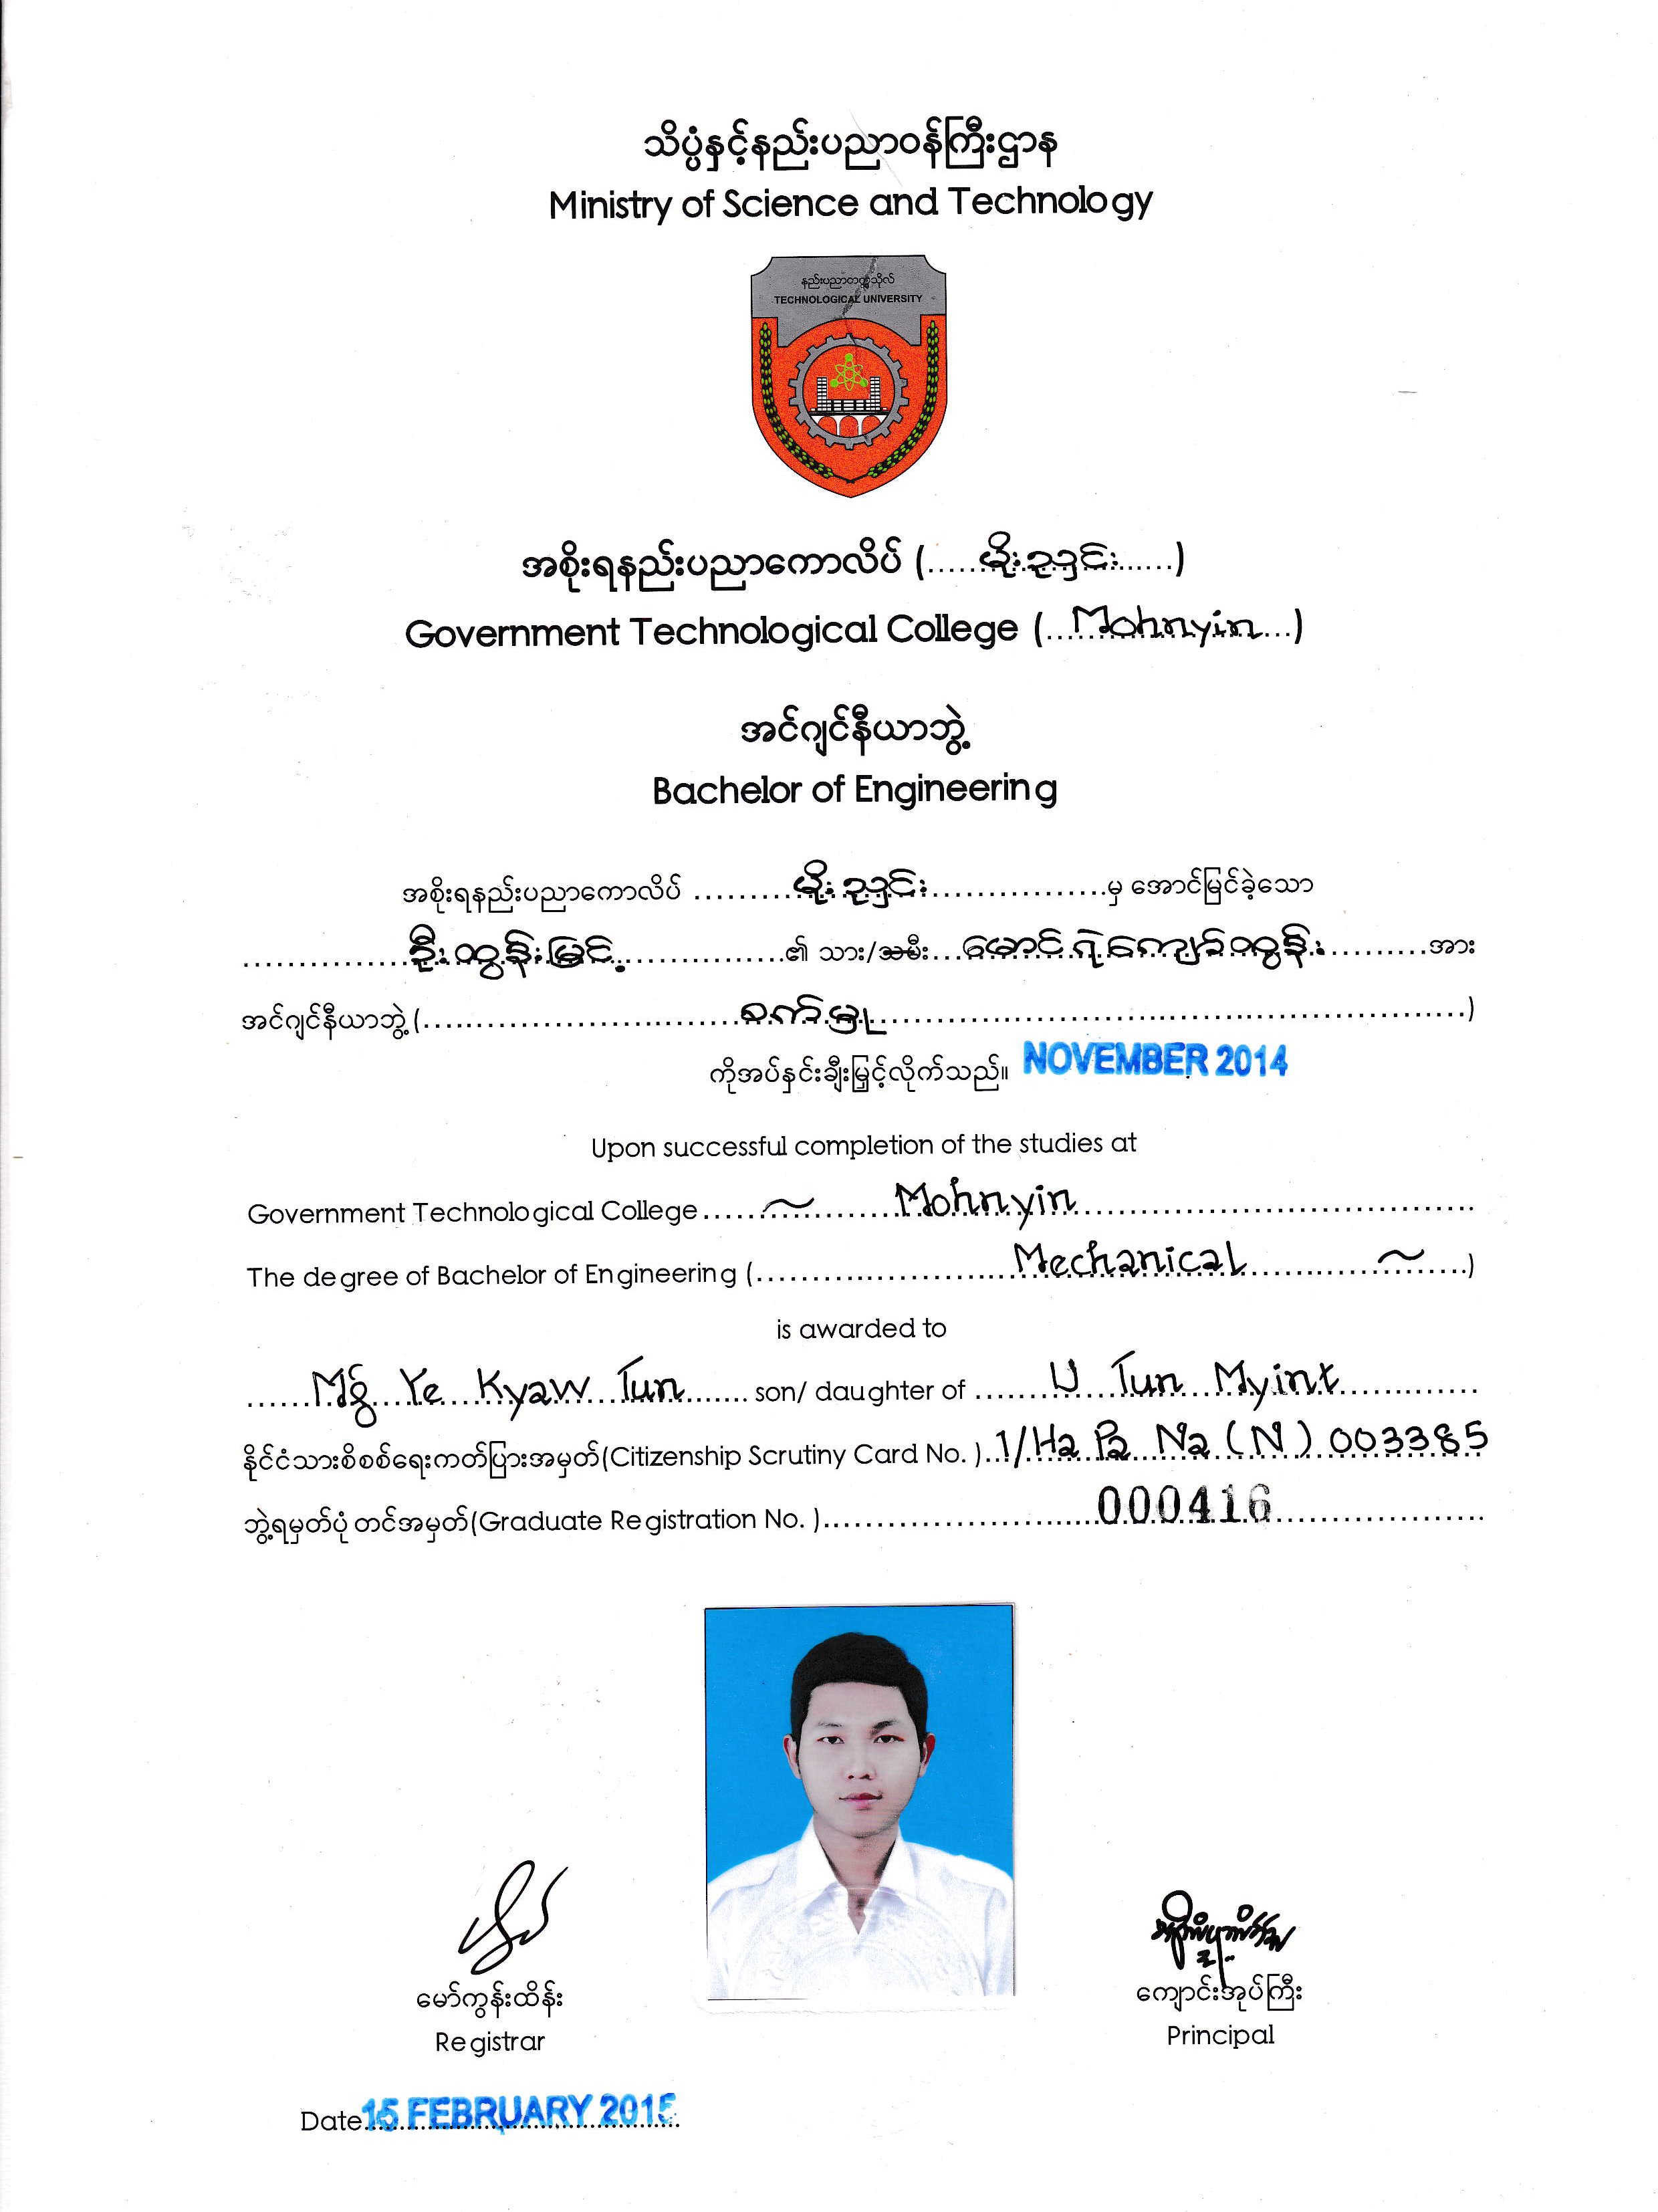 သိပ္ပံနှင့်နည်းပညာဝန်ကြီးဌာန
Ministry of Science and Technology
နည်းပညာတက္ကသိုလ်
TECHNOLOGICAL UNIVERSITY
အစိုးရနည်းပညာကောလိပ် (......မိုးညှင်း......)
Government Technological College (...Mohnyin...)
အင်ဂျင်နီယာဘွဲ့
Bachelor of Engineering
အစိုးရနည်းပညာကောလိပ် ..........မိုးညှင်း..................မှ အောင်မြင်ခဲ့သော
................ဦးထွန်းမြင့်..................၏ သား/သမီး...မောင်ရဲကျော်ထွန်း...........အား
အင်ဂျင်နီယာဘွဲ့(..............................စက်မှု............................................................)
ကိုအပ်နှင်းချီးမြှင့်လိုက်သည်။ NOVEMBER 2014
Upon successful completion of the studies at
Government Technological College......~........Mohnyin........................................
The degree of Bachelor of Engineering (..........................Mechanical..............~....)
is awarded to
......Mg Ye Kyaw Tun...... son/ daughter of .......U Tun Myint.............
နိုင်ငံသားစိစစ်ရေးကတ်ပြားအမှတ်(Citizenship Scrutiny Card No. )..1/Ha Pa Na (N) 003385
ဘွဲ့ရမှတ်ပုံတင်အမှတ်(Graduate Registration No. )..........................000416....................
မော်ကွန်းထိန်း
Registrar
ကျောင်းအုပ်ကြီး
Principal
Date 15 FEBRUARY 2015